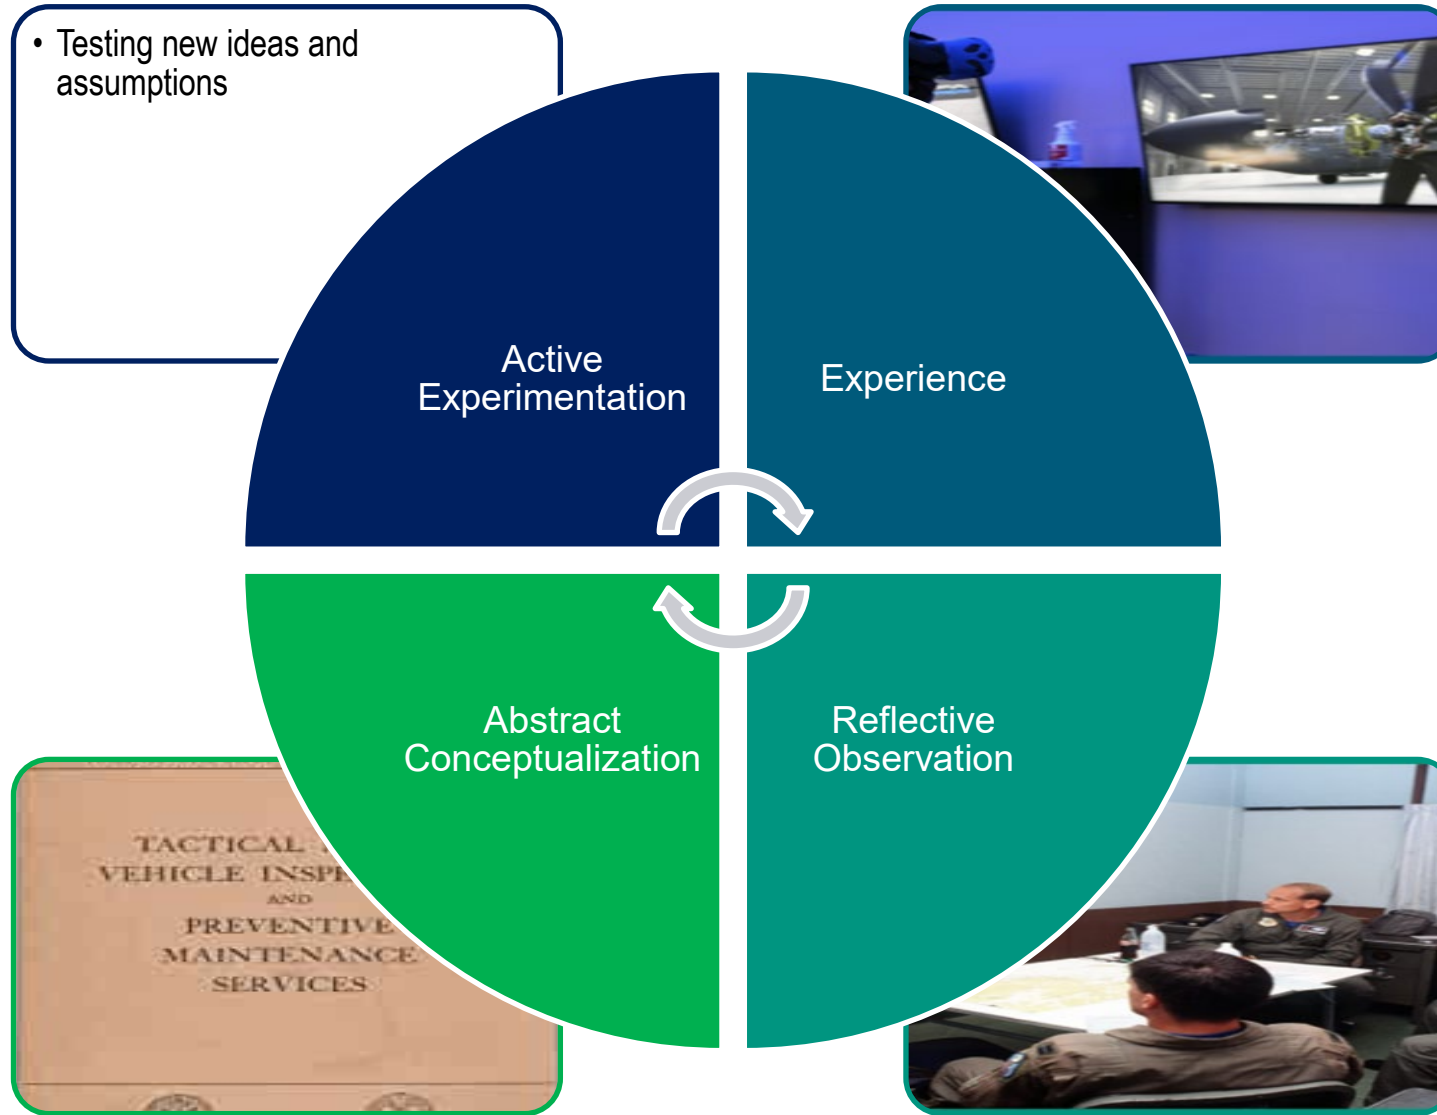 • Testing new ideas and
assumptions
Active
Experimentation
Experience
Abstract
Conceptualization
Reflective
Observation
TACTICAL
VEHICLE
AND
PREVENTIVE
MAINTENANCE
SERVICES